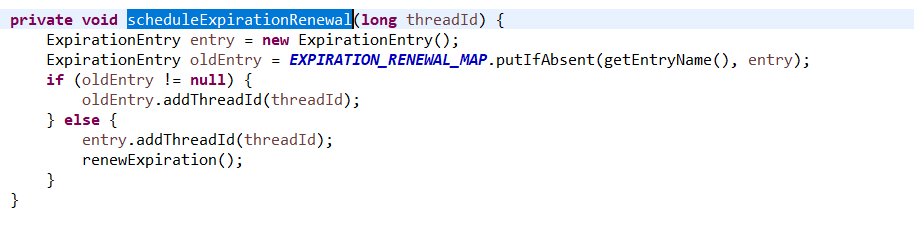 private void scheduleExpirationRenewal(long threadId) {
    ExpirationEntry entry = new ExpirationEntry();
    ExpirationEntry oldEntry = EXPIRATION_RENEWAL_MAP.putIfAbsent(getEntryName(), entry);
    if (oldEntry != null) {
        oldEntry.addThreadId(threadId);
    } else {
        entry.addThreadId(threadId);
        renewExpiration();
    }
}